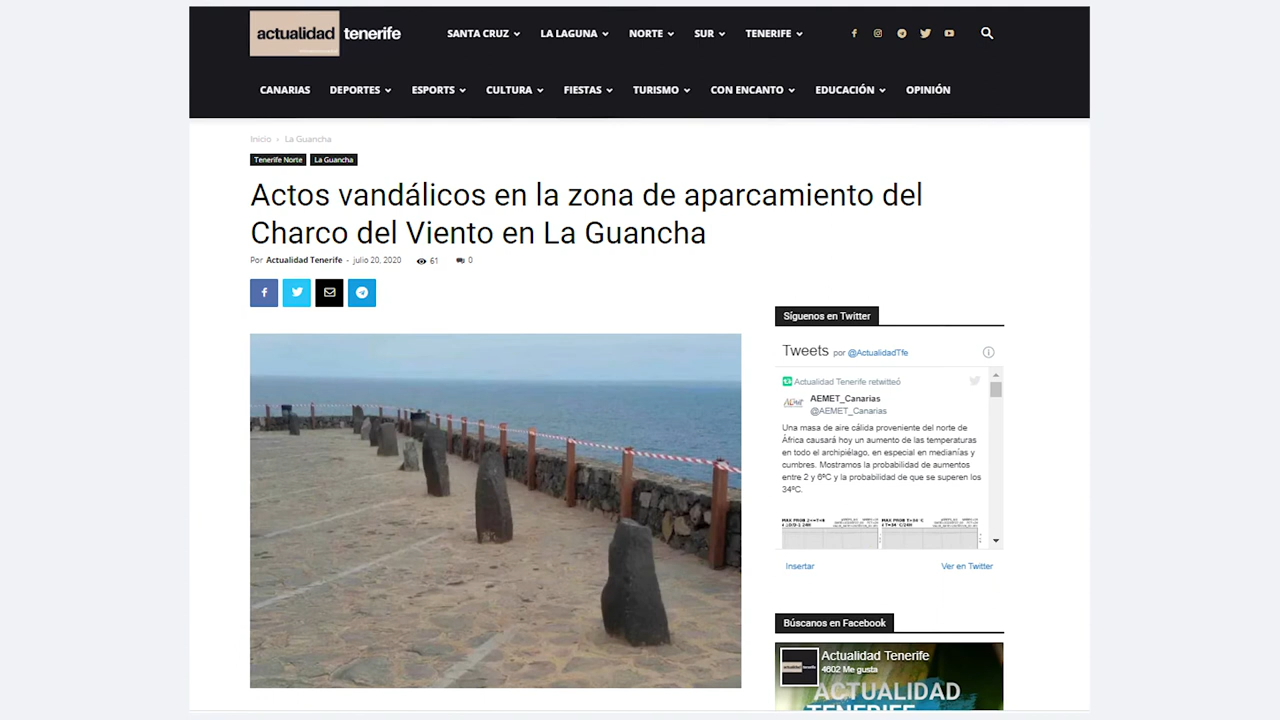 actualidad tenerife
SANTA CRUZ
LA LAGUNA
NORTE
SUR
TENERIFE
CANARIAS
DEPORTES
ESPORTS
CULTURA
FIESTAS
TURISMO
CON ENCANTO
EDUCACIÓN
OPINIÓN
Inicio › La Guancha
Tenerife Norte
La Guancha
Actos vandálicos en la zona de aparcamiento del
Charco del Viento en La Guancha
Por Actualidad Tenerife - julio 20, 2020 61 0
Síguenos en Twitter
Tweets por @ActualidadTfe
Actualidad Tenerife retwitteó
AEMET_Canarias
@AEMET_Canarias
Una masa de aire cálida proveniente del norte de
África causará hoy un aumento de las temperaturas
en todo el archipiélago, en especial en medianías y
cumbres. Mostramos la probabilidad de aumentos
entre 2 y 6ºC y la probabilidad de que se superen los
34ºC.
Insertar
Ver en Twitter
Búscanos en Facebook
Actualidad Tenerife
4602 Me gusta
ACTUALIDAD
TENERIFE